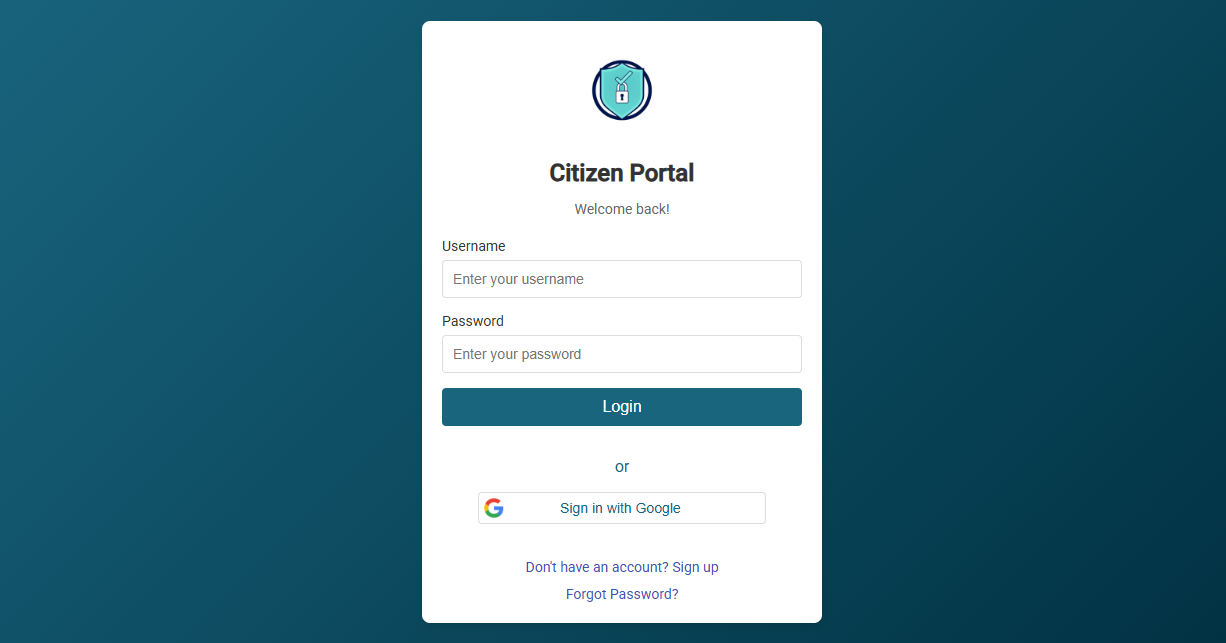 Citizen Portal
Welcome back!
Username
Enter your username
Password
Enter your password
Login
or
Sign in with Google
Don't have an account? Sign up
Forgot Password?